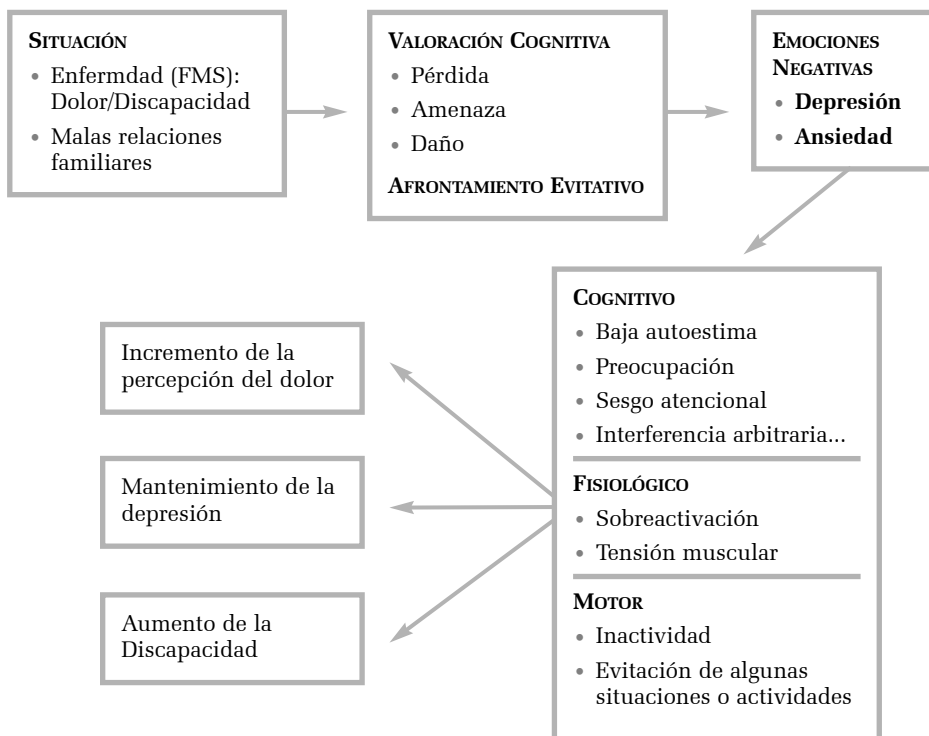 SITUACIÓN
• Enfermdad (FMS):
Dolor/Discapacidad
• Malas relaciones
familiares
VALORACIÓN COGNITIVA
• Pérdida
• Amenaza
• Daño
AFRONTAMIENTO EVITATIVO
EMOCIONES
NEGATIVAS
• Depresión
• Ansiedad
COGNITIVO
• Baja autoestima
• Preocupación
• Sesgo atencional
• Interferencia arbitraria...
FISIOLÓGICO
• Sobreactivación
• Tensión muscular
MOTOR
• Inactividad
• Evitación de algunas
situaciones o actividades
Incremento de la
percepción del dolor
Mantenimiento de la
depresión
Aumento de la
Discapacidad